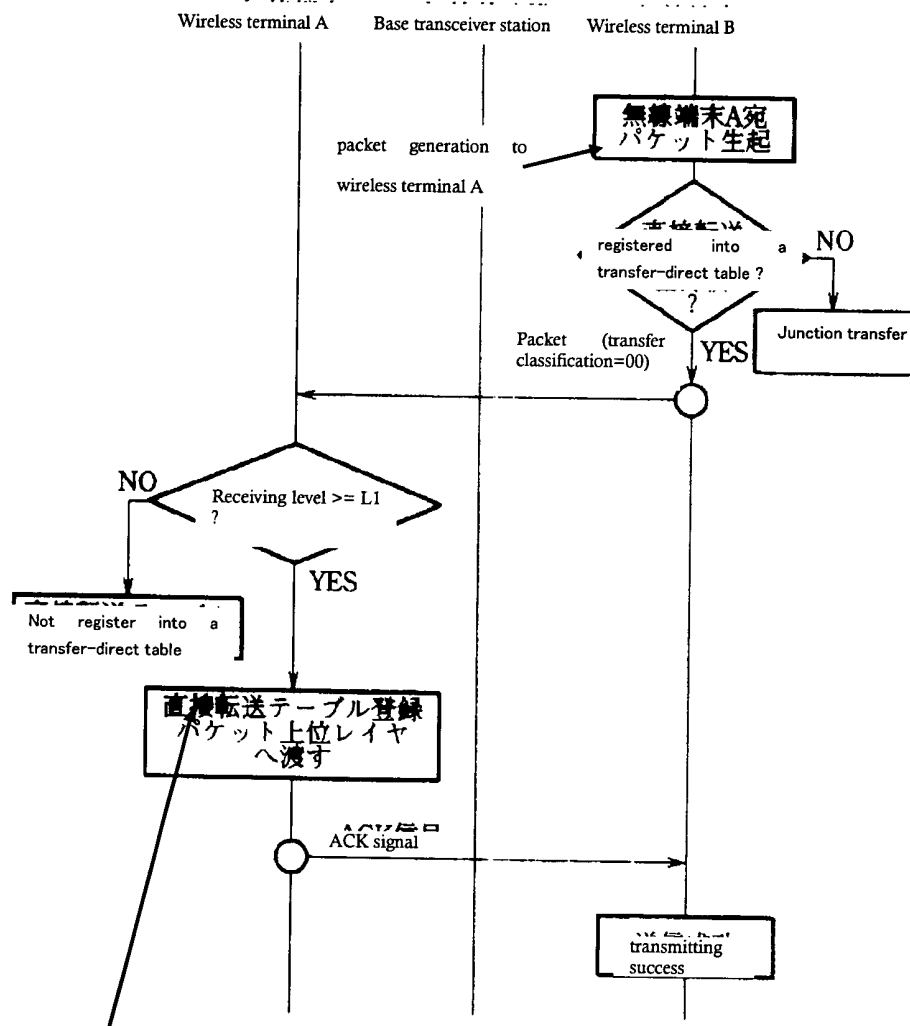 Wireless terminal A
Base transceiver station
Wireless terminal B
無線端末A宛
パケット生起
packet generation to
wireless terminal A
registered into a
transfer-direct table ?
?
NO
Junction transfer
Packet (transfer
classification=00)
YES
NO
Receiving level >= L1
?
YES
Not register into a
transfer-direct table
直接転送テーブル登録
パケット上位レイヤ
へ渡す
ACK signal
transmitting
success